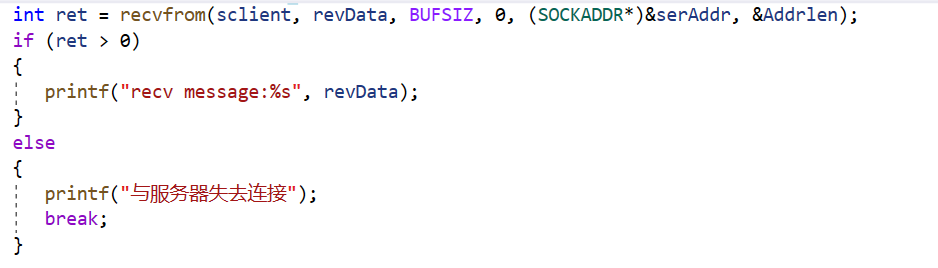 int ret = recvfrom(sclient, revData, BUFSIZ, 0, (SOCKADDR*)&serAddr, &Addrlen);
if (ret > 0)
{
    printf("recv message:%s", revData);
}
else
{
    printf("与服务器失去连接");
    break;
}